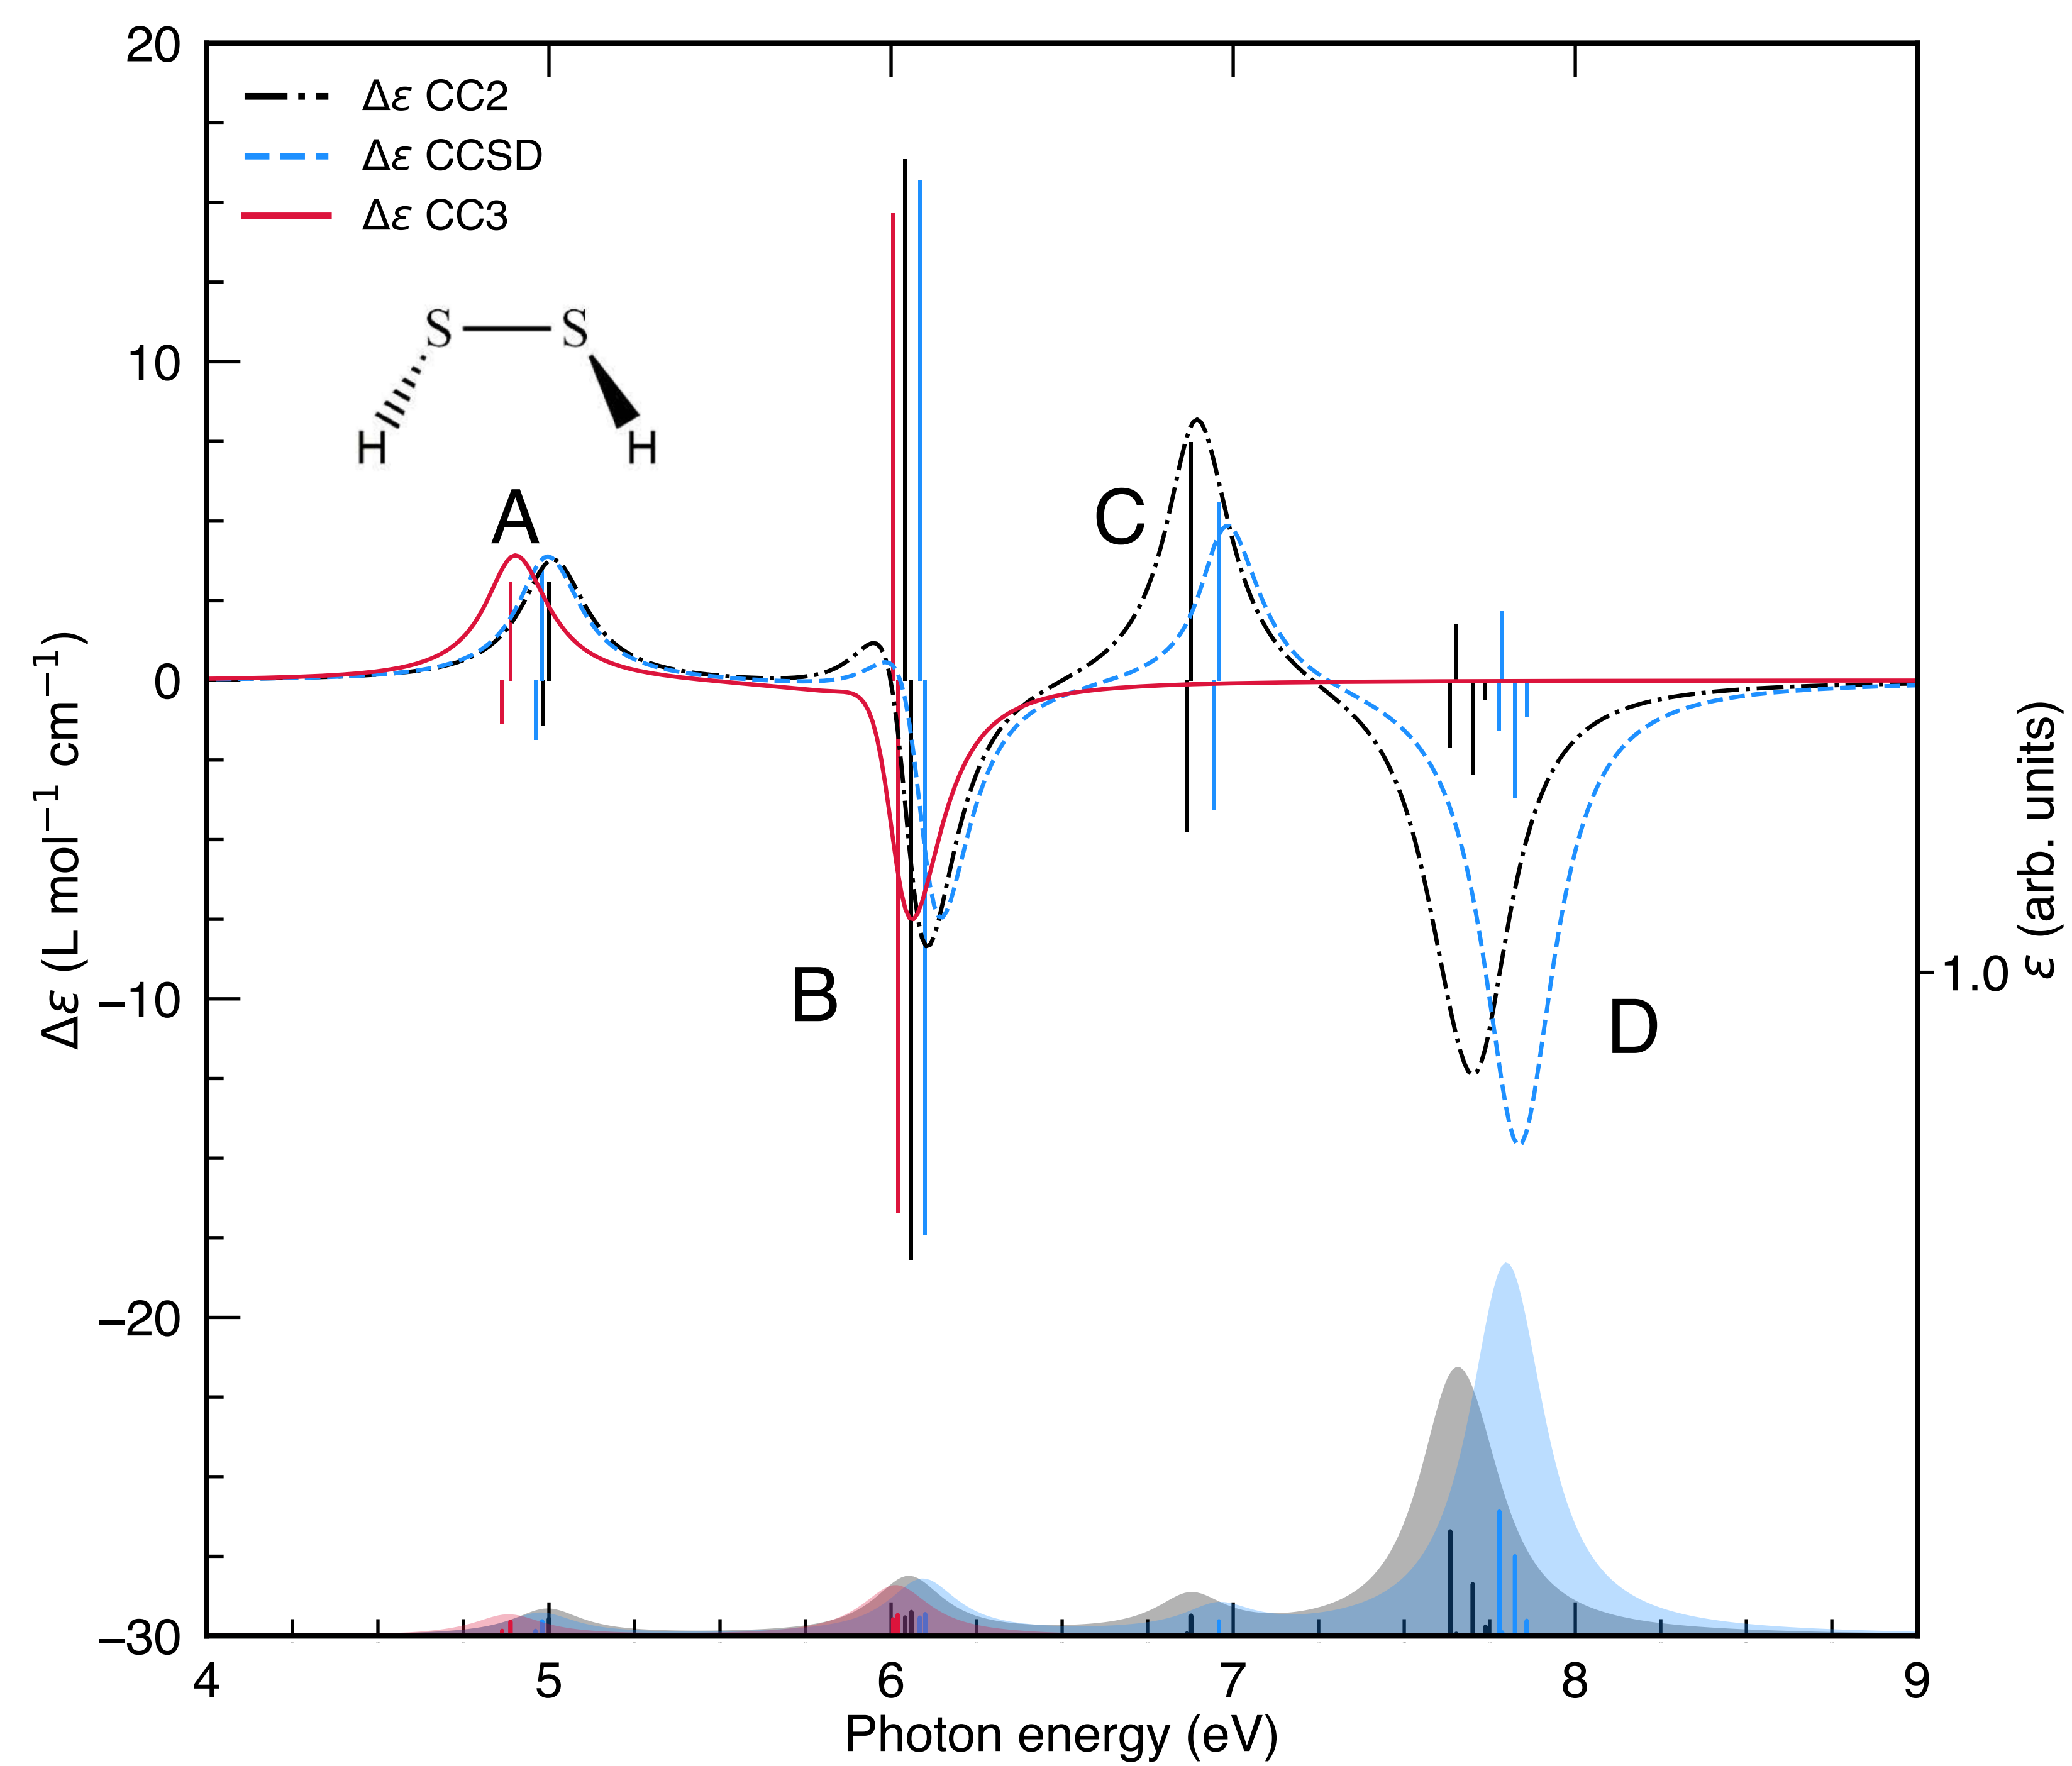 20
10
0
−10
−20
−30
Δε (L mol⁻¹ cm⁻¹)
Δε CC2
Δε CCSD
Δε CC3
S S
H H
A
B
C
D
1.0
ε (arb. units)
4 5 6 7 8 9
Photon energy (eV)